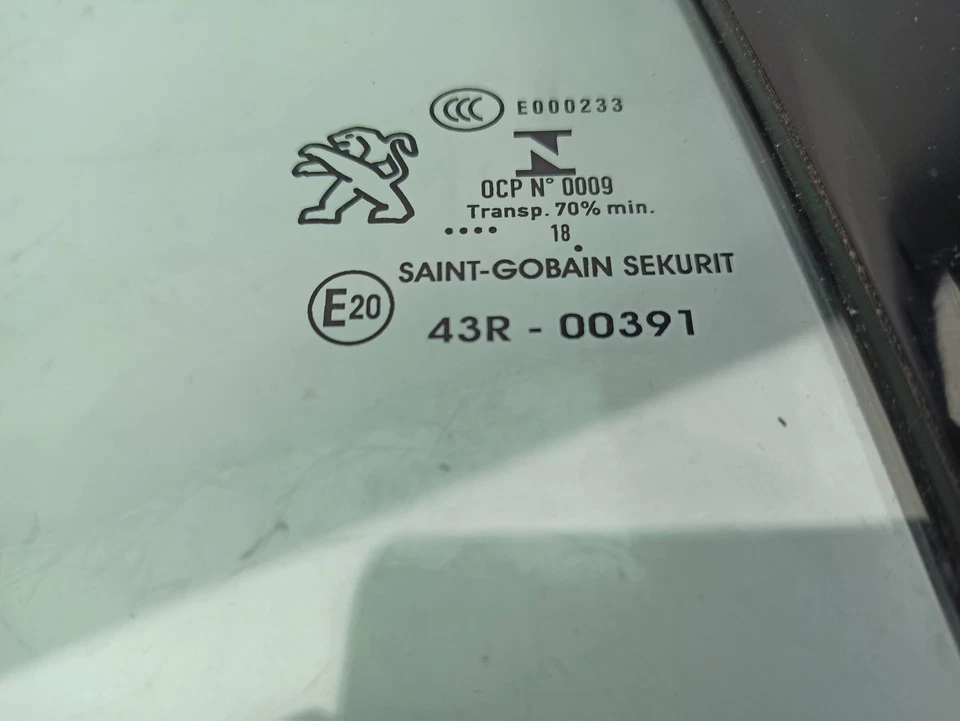 CCC E000233
N
OCP N° 0009
Transp. 70% min.
.... 18
SAINT-GOBAIN SEKURIT
E20 43R - 00391